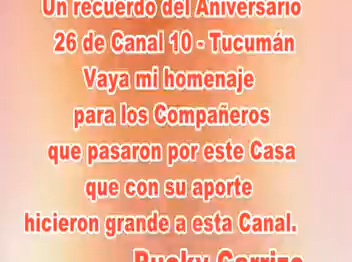 Un recuerdo del Aniversario
26 de Canal 10 - Tucumán
Vaya mi homenaje
para los Compañeros
que pasaron por este Casa
que con su aporte
hicieron grande a esta Canal.